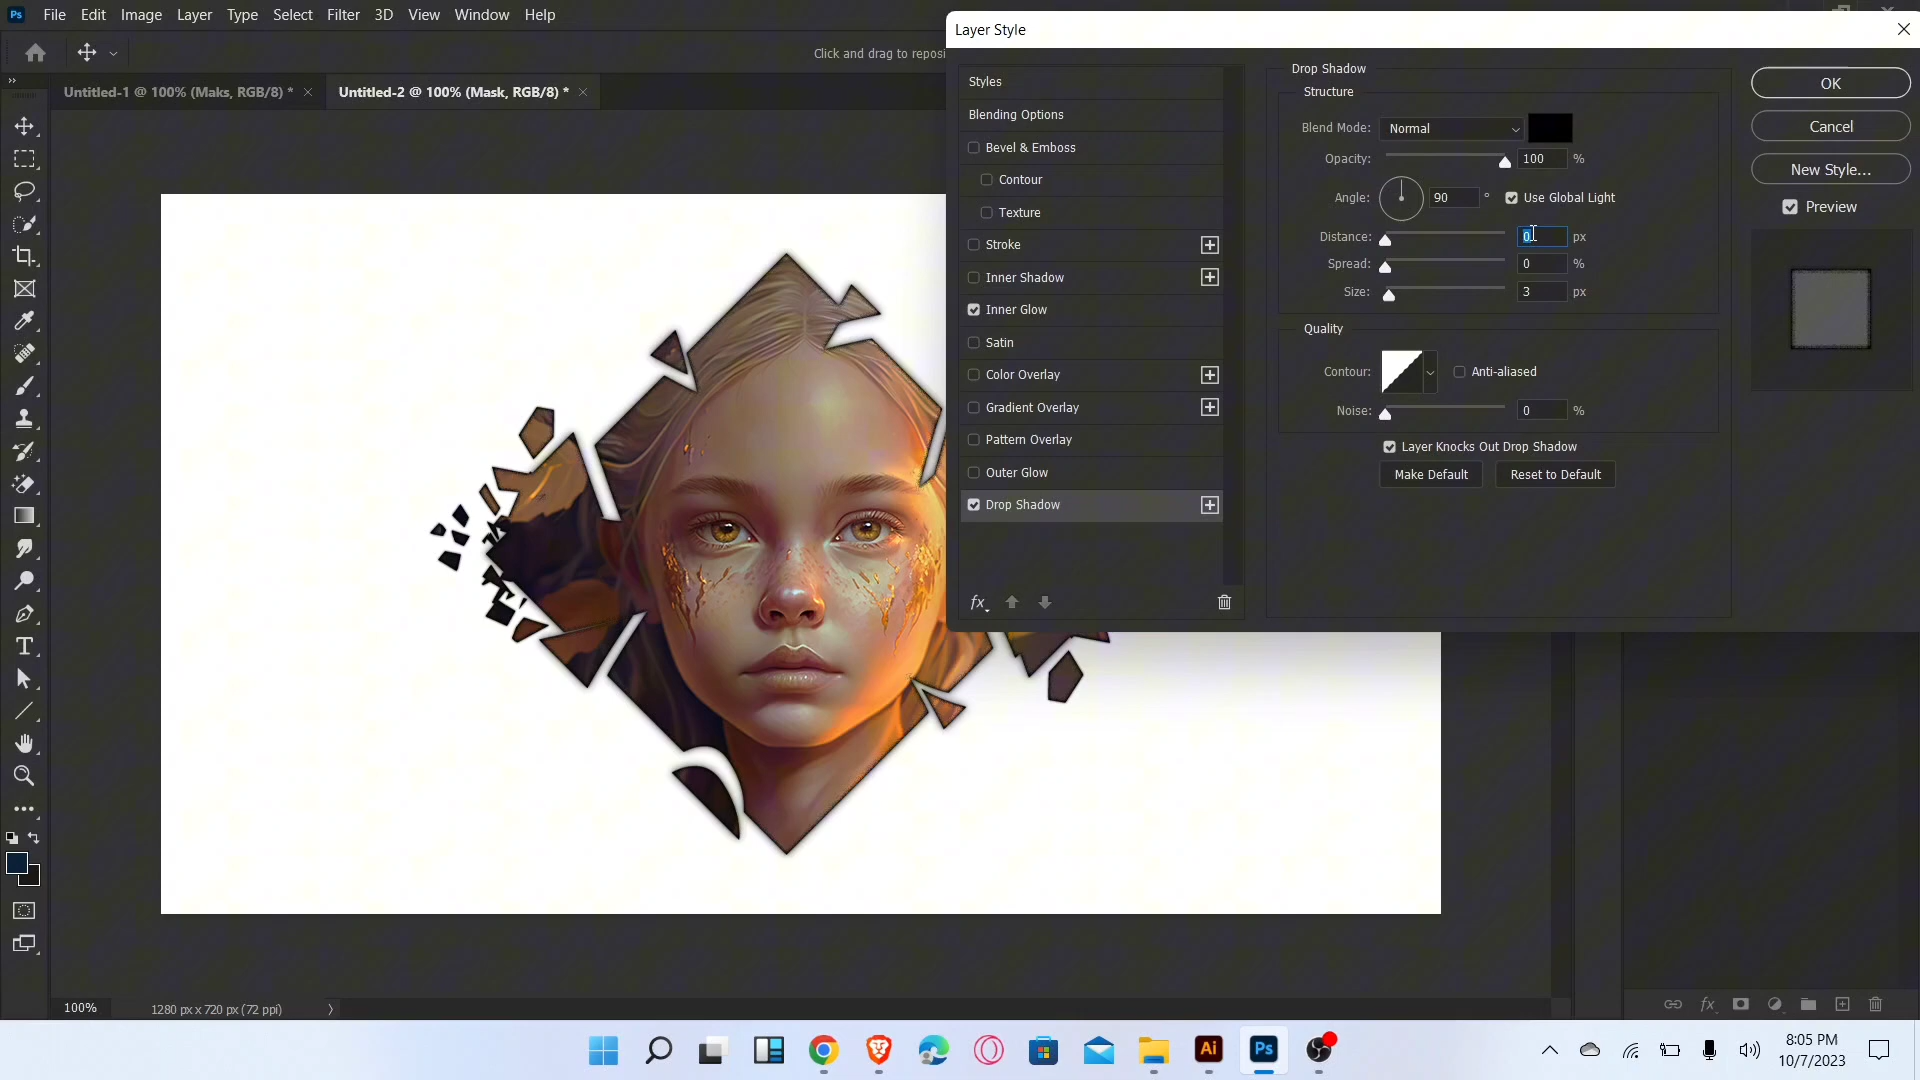 Ps File Edit Image Layer Type Select Filter 3D View Window Help
Layer Style
Click and drag to reposi
Untitled-1 @ 100% (Maks, RGB/8) *
Untitled-2 @ 100% (Mask, RGB/8) *
Styles
Blending Options
Bevel & Emboss
Contour
Texture
Stroke
Inner Shadow
Inner Glow
Satin
Color Overlay
Gradient Overlay
Pattern Overlay
Outer Glow
Drop Shadow
fx
Drop Shadow
Structure
Blend Mode: Normal
Opacity: 100 %
Angle: 90 ° Use Global Light
Distance: 0 px
Spread: 0 %
Size: 3 px
Quality
Contour: Anti-aliased
Noise: 0 %
Layer Knocks Out Drop Shadow
Make Default Reset to Default
OK
Cancel
New Style...
Preview
T
100% 1280 px x 720 px (72 ppi)
fx
Ai Ps
8:05 PM
10/7/2023